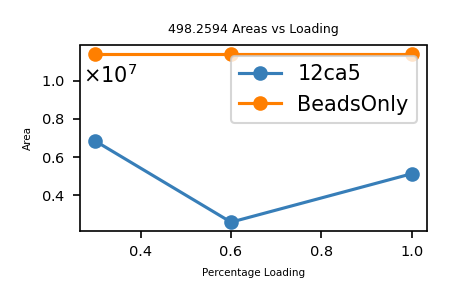 498.2594 Areas vs Loading
×10⁷
12ca5
BeadsOnly
1.0
0.8
0.6
0.4
Area
0.4 0.6 0.8 1.0
Percentage Loading